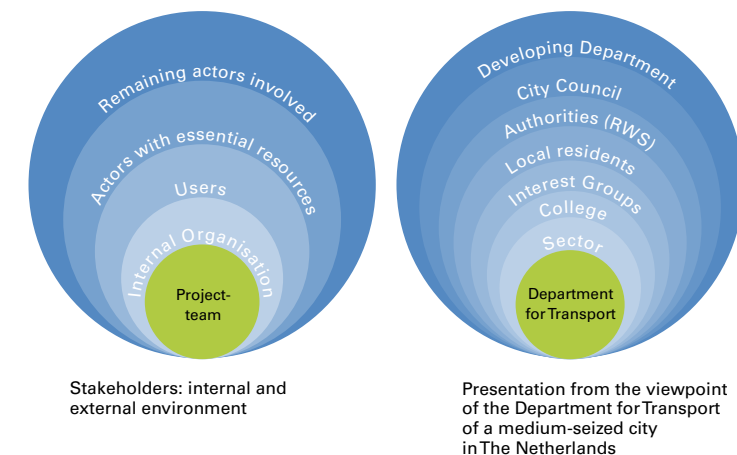 Remaining actors involved
Actors with essential resources
Users
Internal Organisation
Project-
team
Stakeholders: internal and
external environment
Developing Department
City Council
Authorities (RWS)
Local residents
Interest Groups
College
Sector
Department
for Transport
Presentation from the viewpoint
of the Department for Transport
of a medium-seized city
in The Netherlands